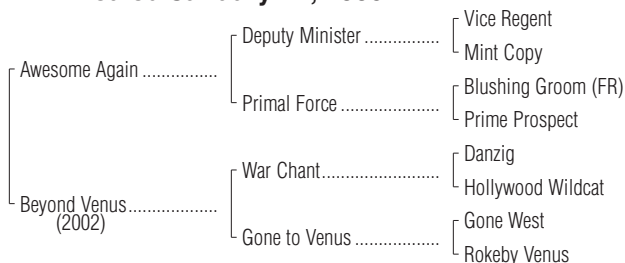 Awesome Again ................
Deputy Minister ................
Vice Regent
Mint Copy
Primal Force .....................
Blushing Groom (FR)
Prime Prospect
Beyond Venus...................
(2002)
War Chant.........................
Danzig
Hollywood Wildcat
Gone to Venus ..................
Gone West
Rokeby Venus